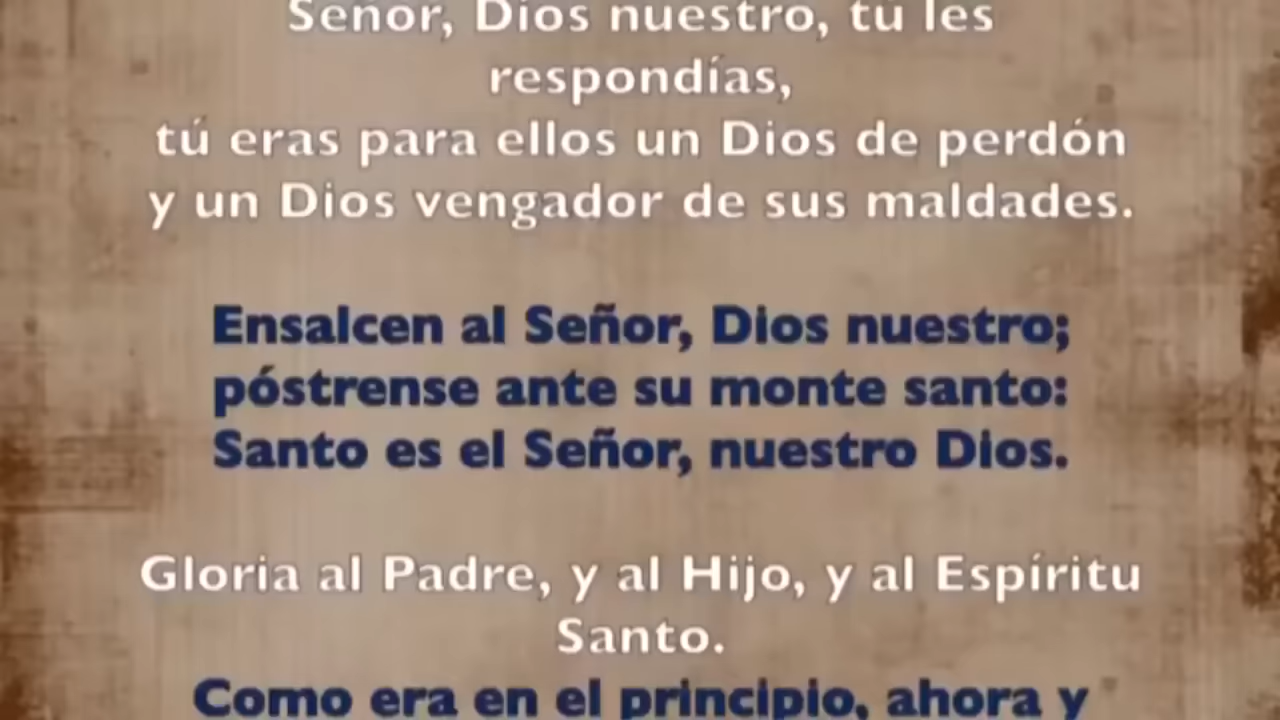 Señor, Dios nuestro, tú les
respondías,
tú eras para ellos un Dios de perdón
y un Dios vengador de sus maldades.
Ensalcen al Señor, Dios nuestro;
póstrense ante su monte santo:
Santo es el Señor, nuestro Dios.
Gloria al Padre, y al Hijo, y al Espíritu
Santo.
Como era en el principio, ahora y